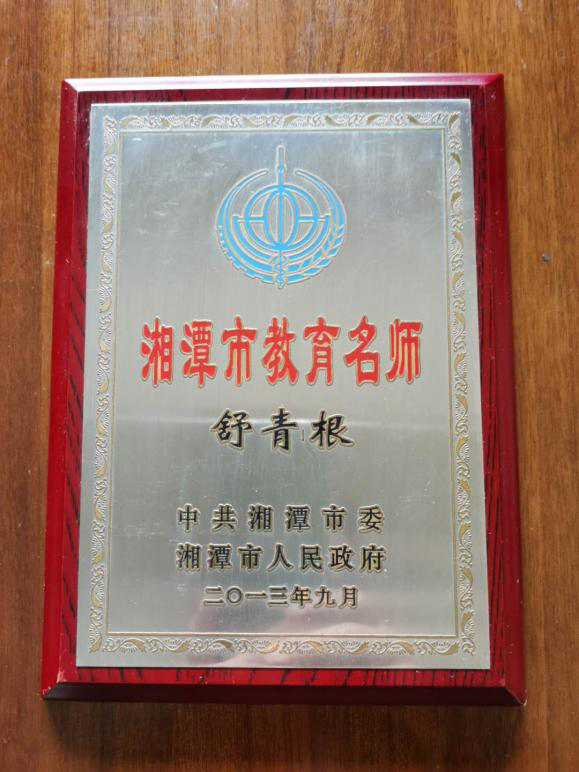 湘潭市教育名师
舒青根
中共湘潭市委
湘潭市人民政府
二〇一三年九月